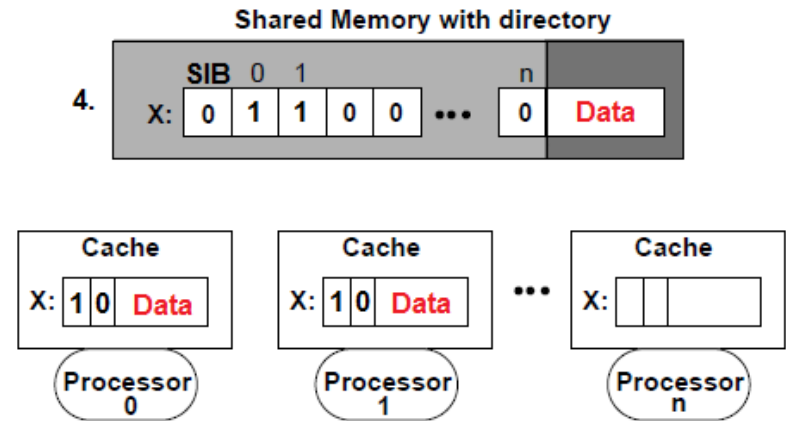 Shared Memory with directory
SIB 0 1 n
4. X: 0 1 1 0 0 ••• 0 Data
Cache Cache Cache
X: 1 0 Data X: 1 0 Data ••• X:
Processor Processor Processor
0 1 n